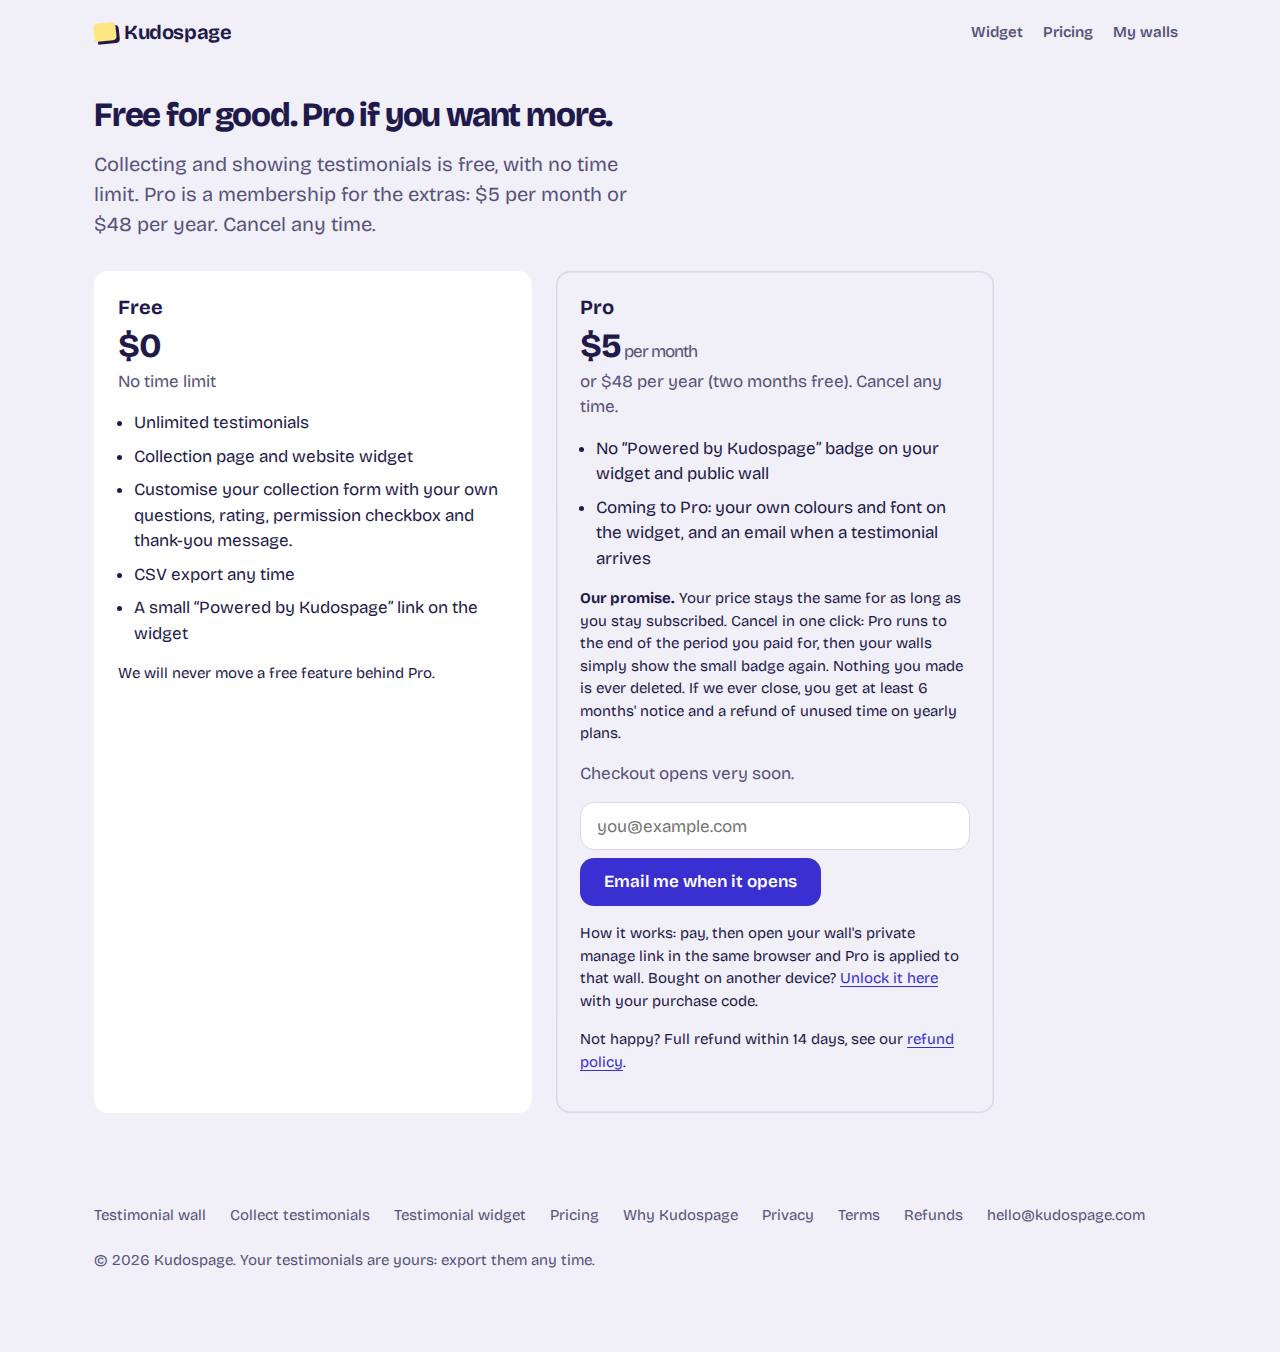 Kudospage
Widget Pricing My walls
Free for good. Pro if you want more.
Collecting and showing testimonials is free, with no time
limit. Pro is a membership for the extras: $5 per month or
$48 per year. Cancel any time.
Free
$0
No time limit
• Unlimited testimonials
• Collection page and website widget
• Customise your collection form with your own
questions, rating, permission checkbox and
thank-you message.
• CSV export any time
• A small “Powered by Kudospage” link on the
widget
We will never move a free feature behind Pro.
Pro
$5 per month
or $48 per year (two months free). Cancel any
time.
• No “Powered by Kudospage” badge on your
widget and public wall
• Coming to Pro: your own colours and font on
the widget, and an email when a testimonial
arrives
Our promise. Your price stays the same for as long as
you stay subscribed. Cancel in one click: Pro runs to
the end of the period you paid for, then your walls
simply show the small badge again. Nothing you made
is ever deleted. If we ever close, you get at least 6
months' notice and a refund of unused time on yearly
plans.
Checkout opens very soon.
you@example.com
Email me when it opens
How it works: pay, then open your wall's private
manage link in the same browser and Pro is applied to
that wall. Bought on another device? Unlock it here
with your purchase code.
Not happy? Full refund within 14 days, see our refund
policy.
Testimonial wall Collect testimonials Testimonial widget Pricing Why Kudospage Privacy Terms Refunds hello@kudospage.com
© 2026 Kudospage. Your testimonials are yours: export them any time.